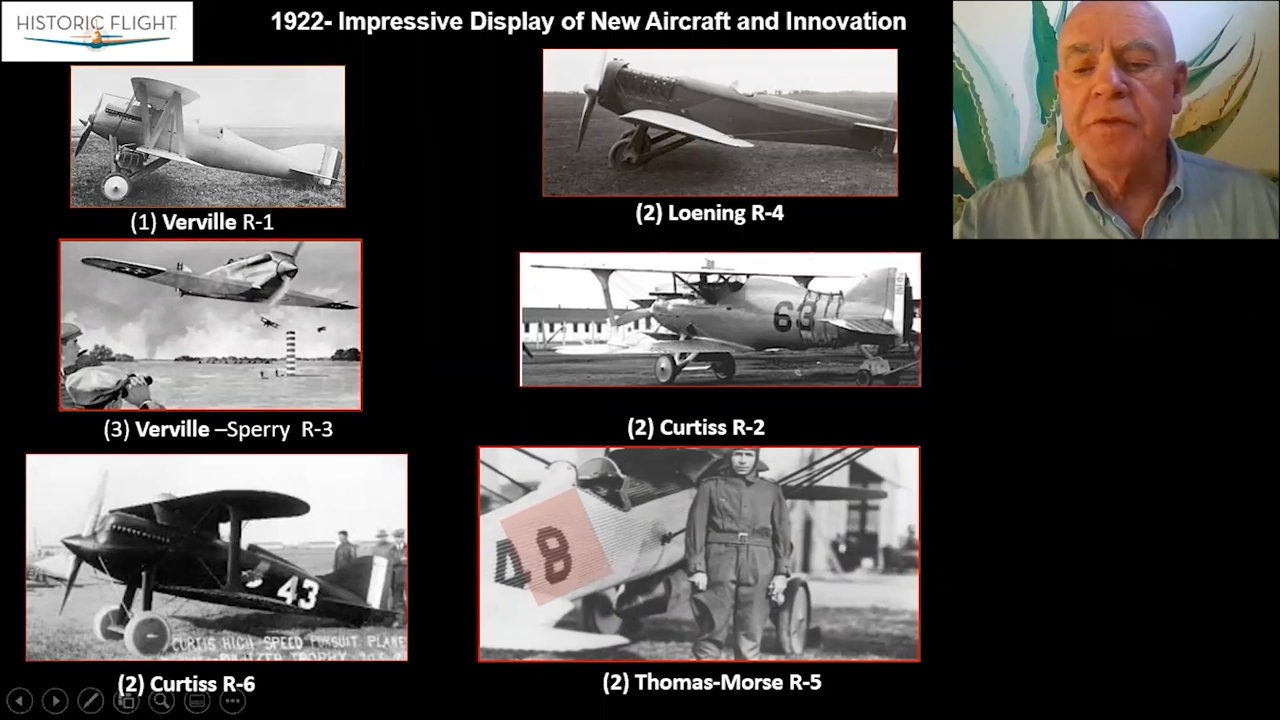 HISTORIC FLIGHT
1922- Impressive Display of New Aircraft and Innovation
(1) Verville R-1
(2) Loening R-4
(3) Verville –Sperry R-3
63
(2) Curtiss R-2
43
CURTIS HIGH SPEED PURSUIT PLANE
TROPHY
48
(2) Curtiss R-6
(2) Thomas-Morse R-5